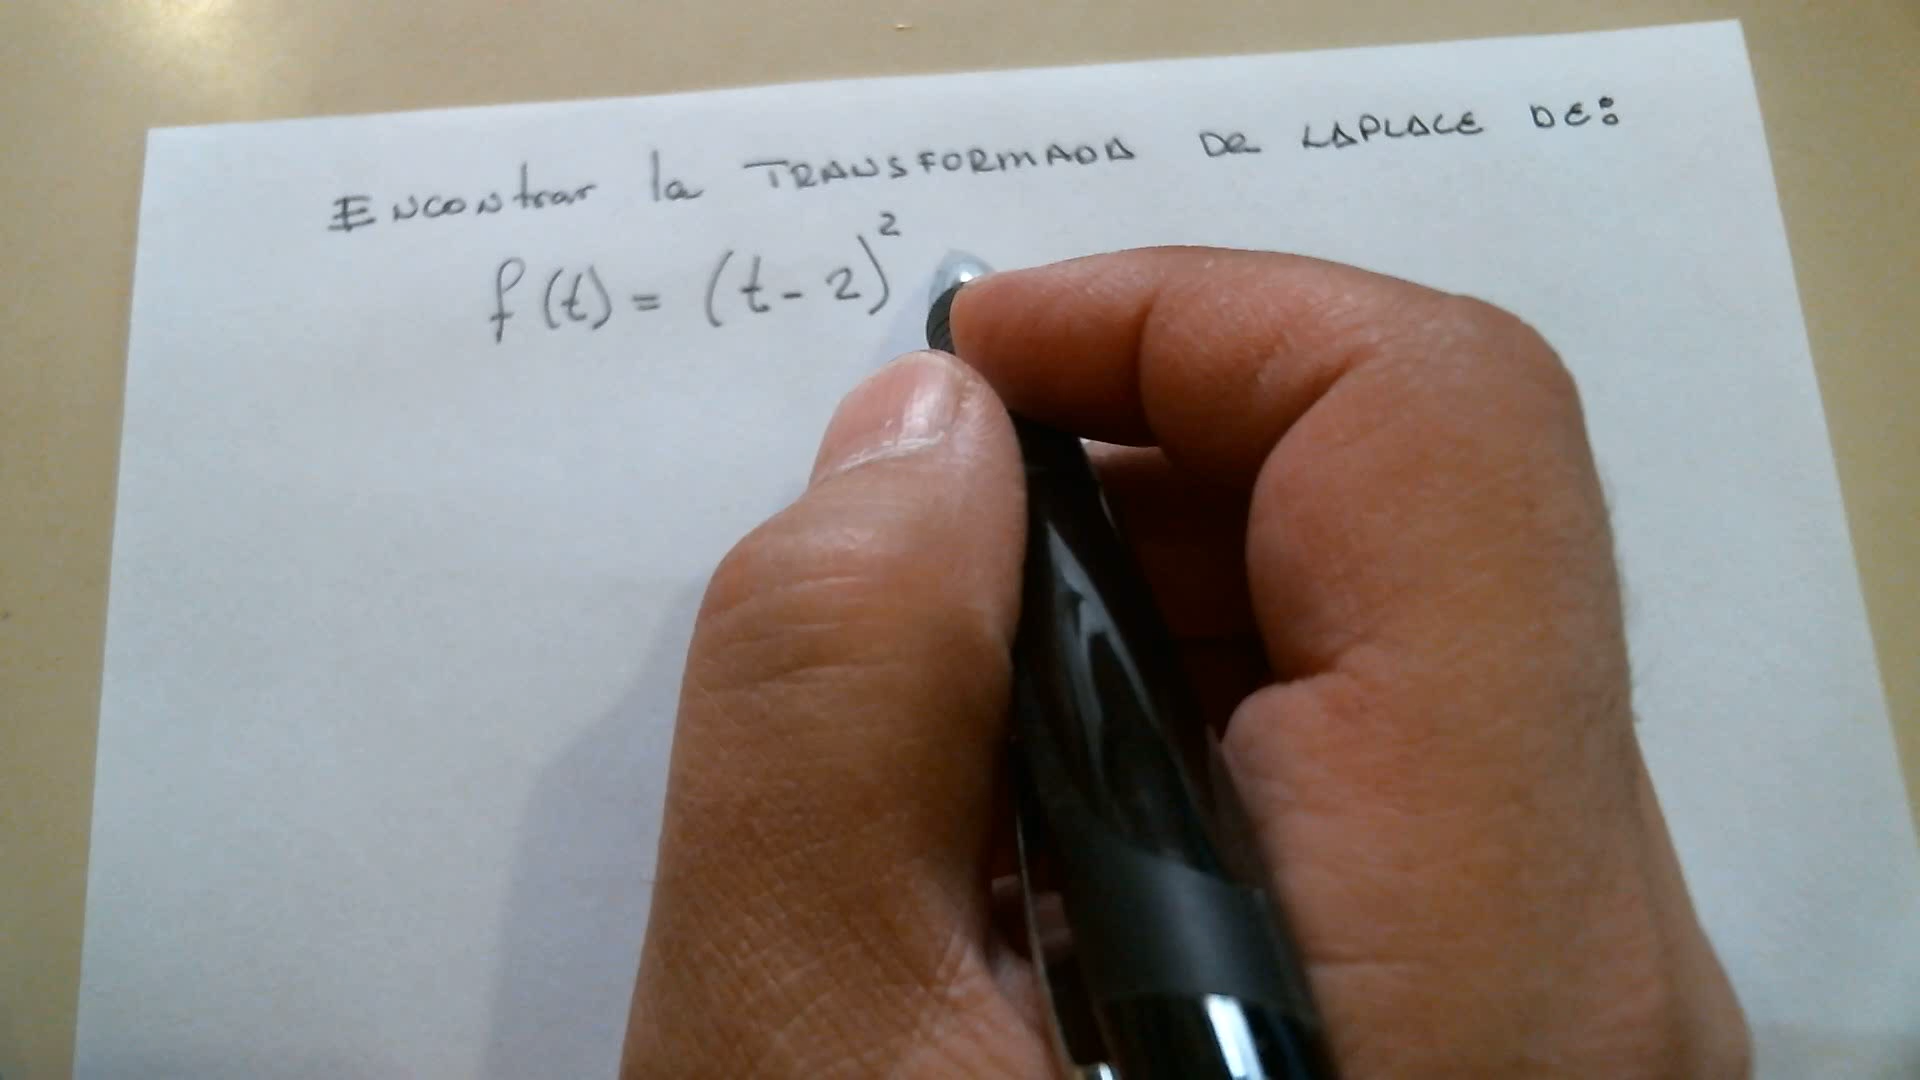 Encontrar la TRANSFORMADA DE LAPLACE DE:
f(t) = (t-2)²